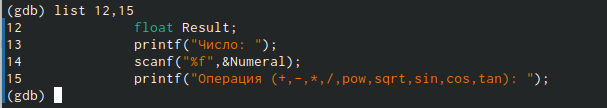 (gdb) list 12,15
12 float Result;
13 printf("Число: ");
14 scanf("%f",&Numeral);
15 printf("Операция (+,-,*,/,pow,sqrt,sin,cos,tan): ");
(gdb)